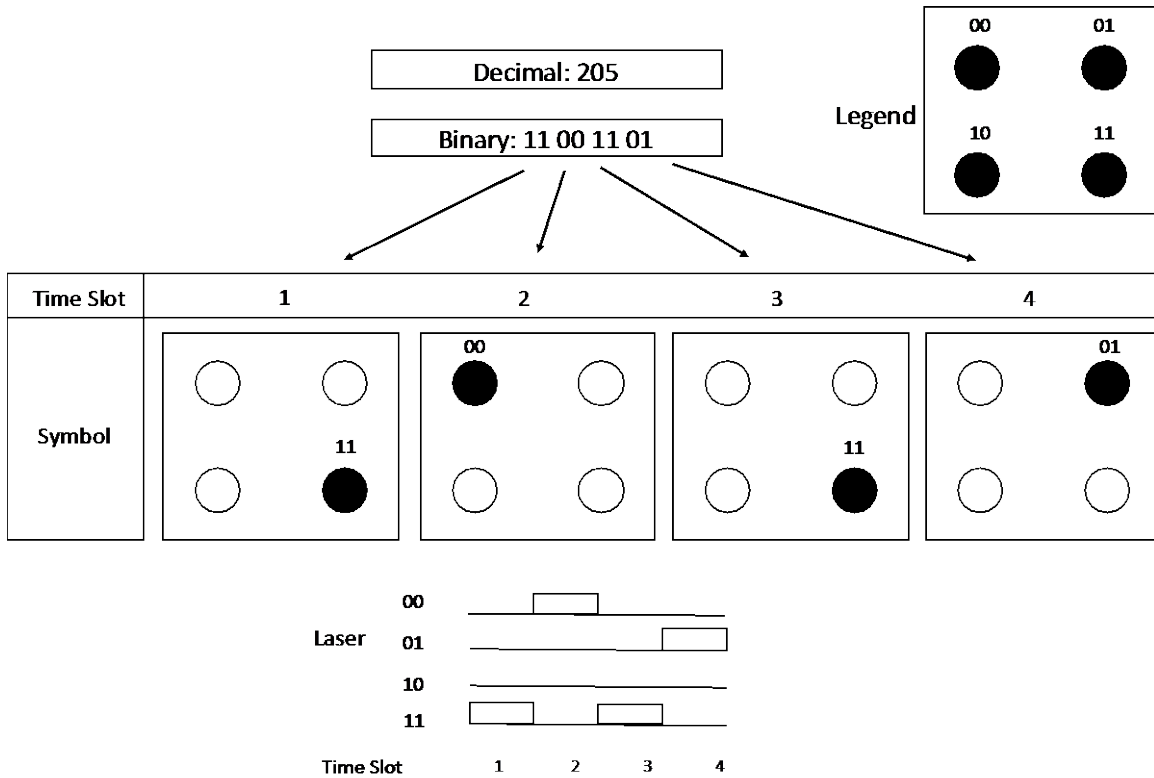 00 01
Decimal: 205
Legend
Binary: 11 00 11 01
10 11
Time Slot 1 2 3 4
00 01
Symbol
11 11
00
Laser
01
10
11
Time Slot 1 2 3 4